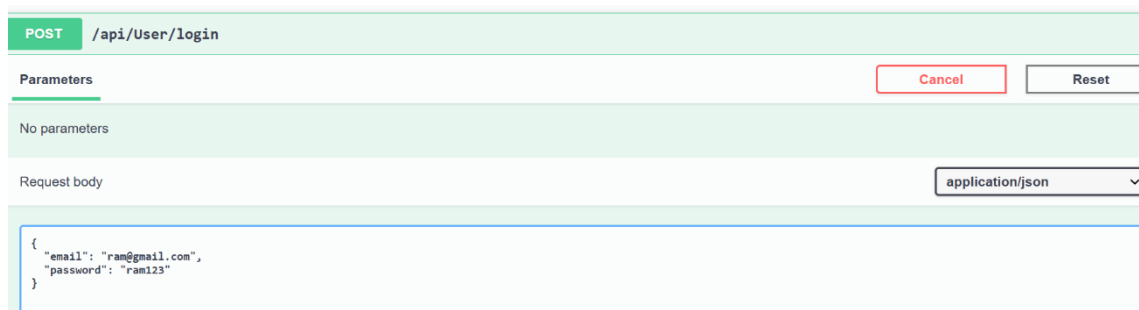 POST /api/User/login
Parameters Cancel Reset
No parameters
Request body application/json
{
"email": "ram@gmail.com",
"password": "ram123"
}